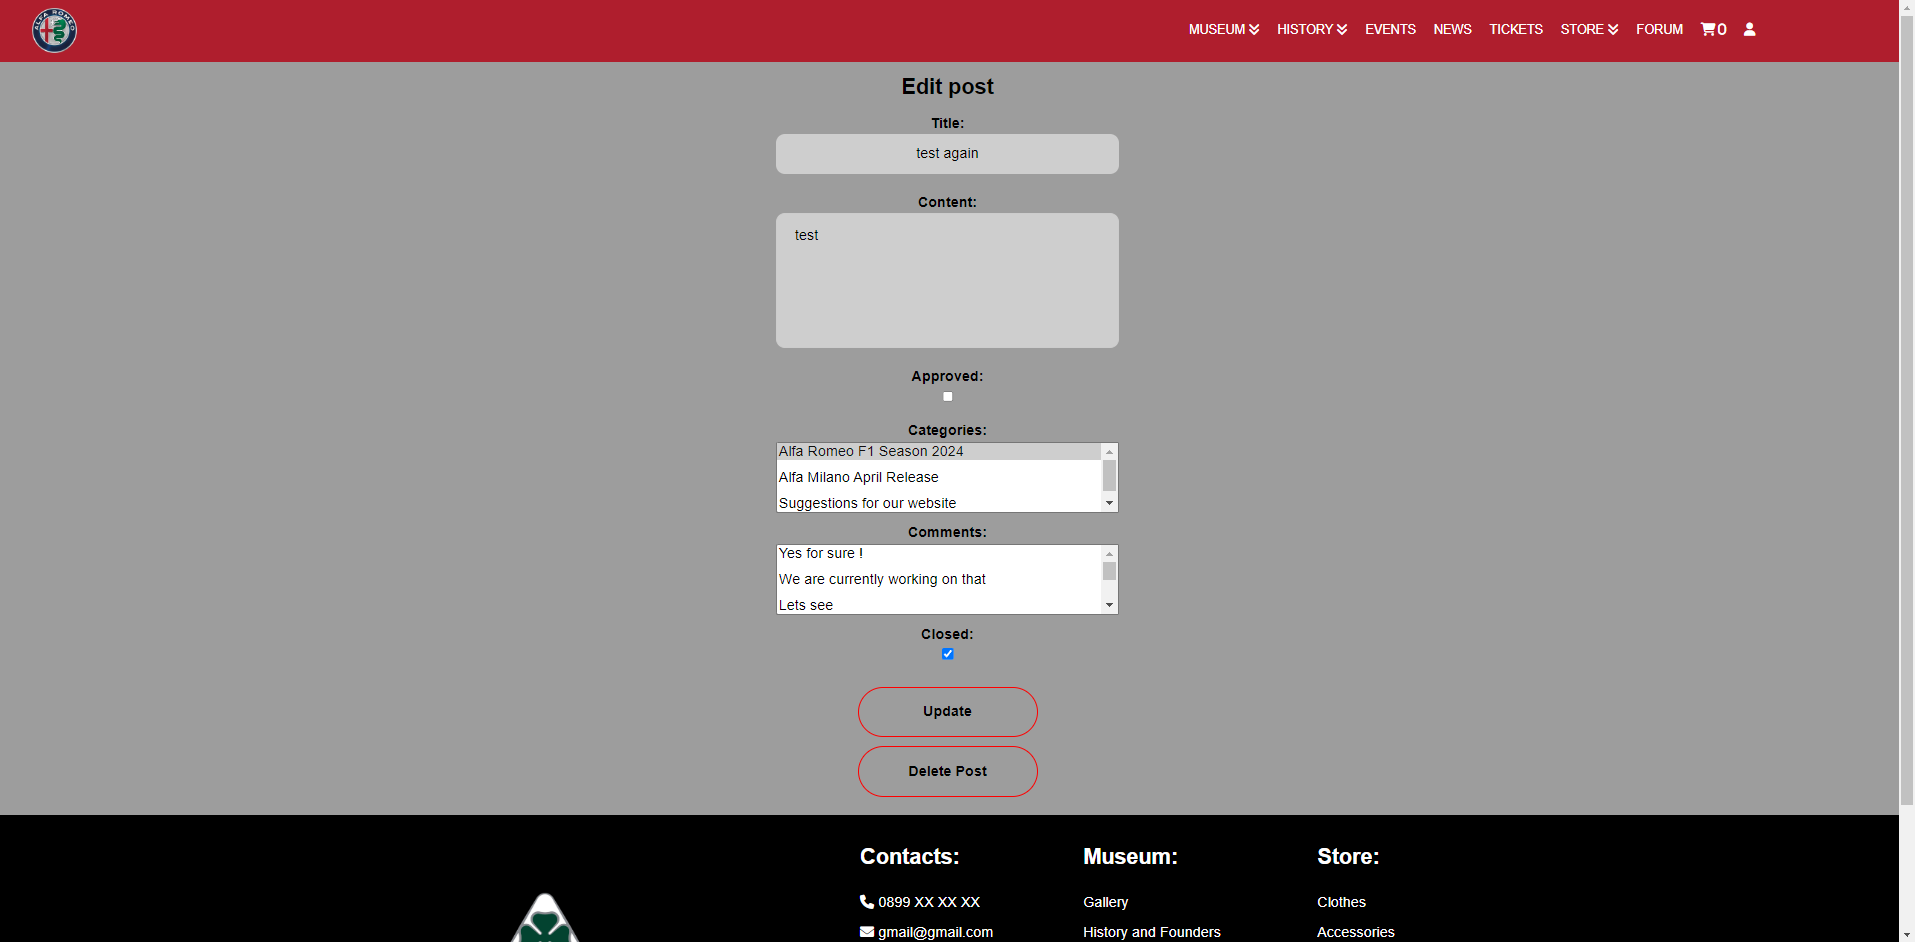 ALFA ROMEO
MUSEUM HISTORY EVENTS NEWS TICKETS STORE FORUM 0
Edit post
Title:
test again
Content:
test
Approved:
Categories:
Alfa Romeo F1 Season 2024
Alfa Milano April Release
Suggestions for our website
Comments:
Yes for sure !
We are currently working on that
Lets see
Closed:
Update
Delete Post
Contacts: Museum: Store:
0899 XX XX XX Gallery Clothes
gmail@gmail.com History and Founders Accessories